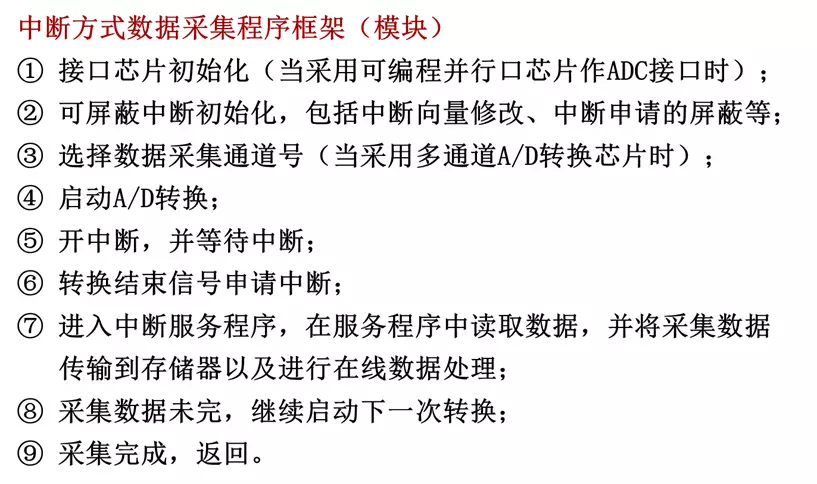 中断方式数据采集程序框架（模块）
① 接口芯片初始化（当采用可编程并行口芯片作ADC接口时）；
② 可屏蔽中断初始化，包括中断向量修改、中断申请的屏蔽等；
③ 选择数据采集通道号（当采用多通道A/D转换芯片时）；
④ 启动A/D转换；
⑤ 开中断，并等待中断；
⑥ 转换结束信号申请中断；
⑦ 进入中断服务程序，在服务程序中读取数据，并将采集数据
传输到存储器以及进行在线数据处理；
⑧ 采集数据未完，继续启动下一次转换；
⑨ 采集完成，返回。